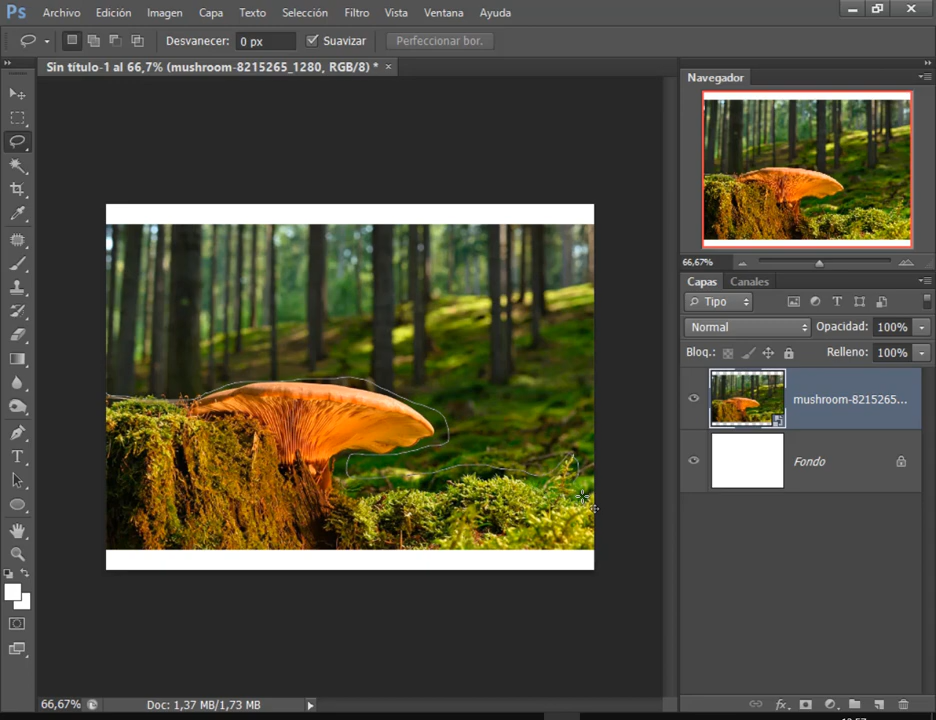 Ps Archivo Edición Imagen Capa Texto Selección Filtro Vista Ventana Ayuda
Desvanecer: 0 px Suavizar Perfeccionar bor.
Sin título-1 al 66,7% (mushroom-8215265_1280, RGB/8) * ×
Navegador
66,67%
Capas Canales
Tipo
Normal Opacidad: 100%
Bloq.: Relleno: 100%
mushroom-8215265...
Fondo
66,67% Doc: 1,37 MB/1,73 MB